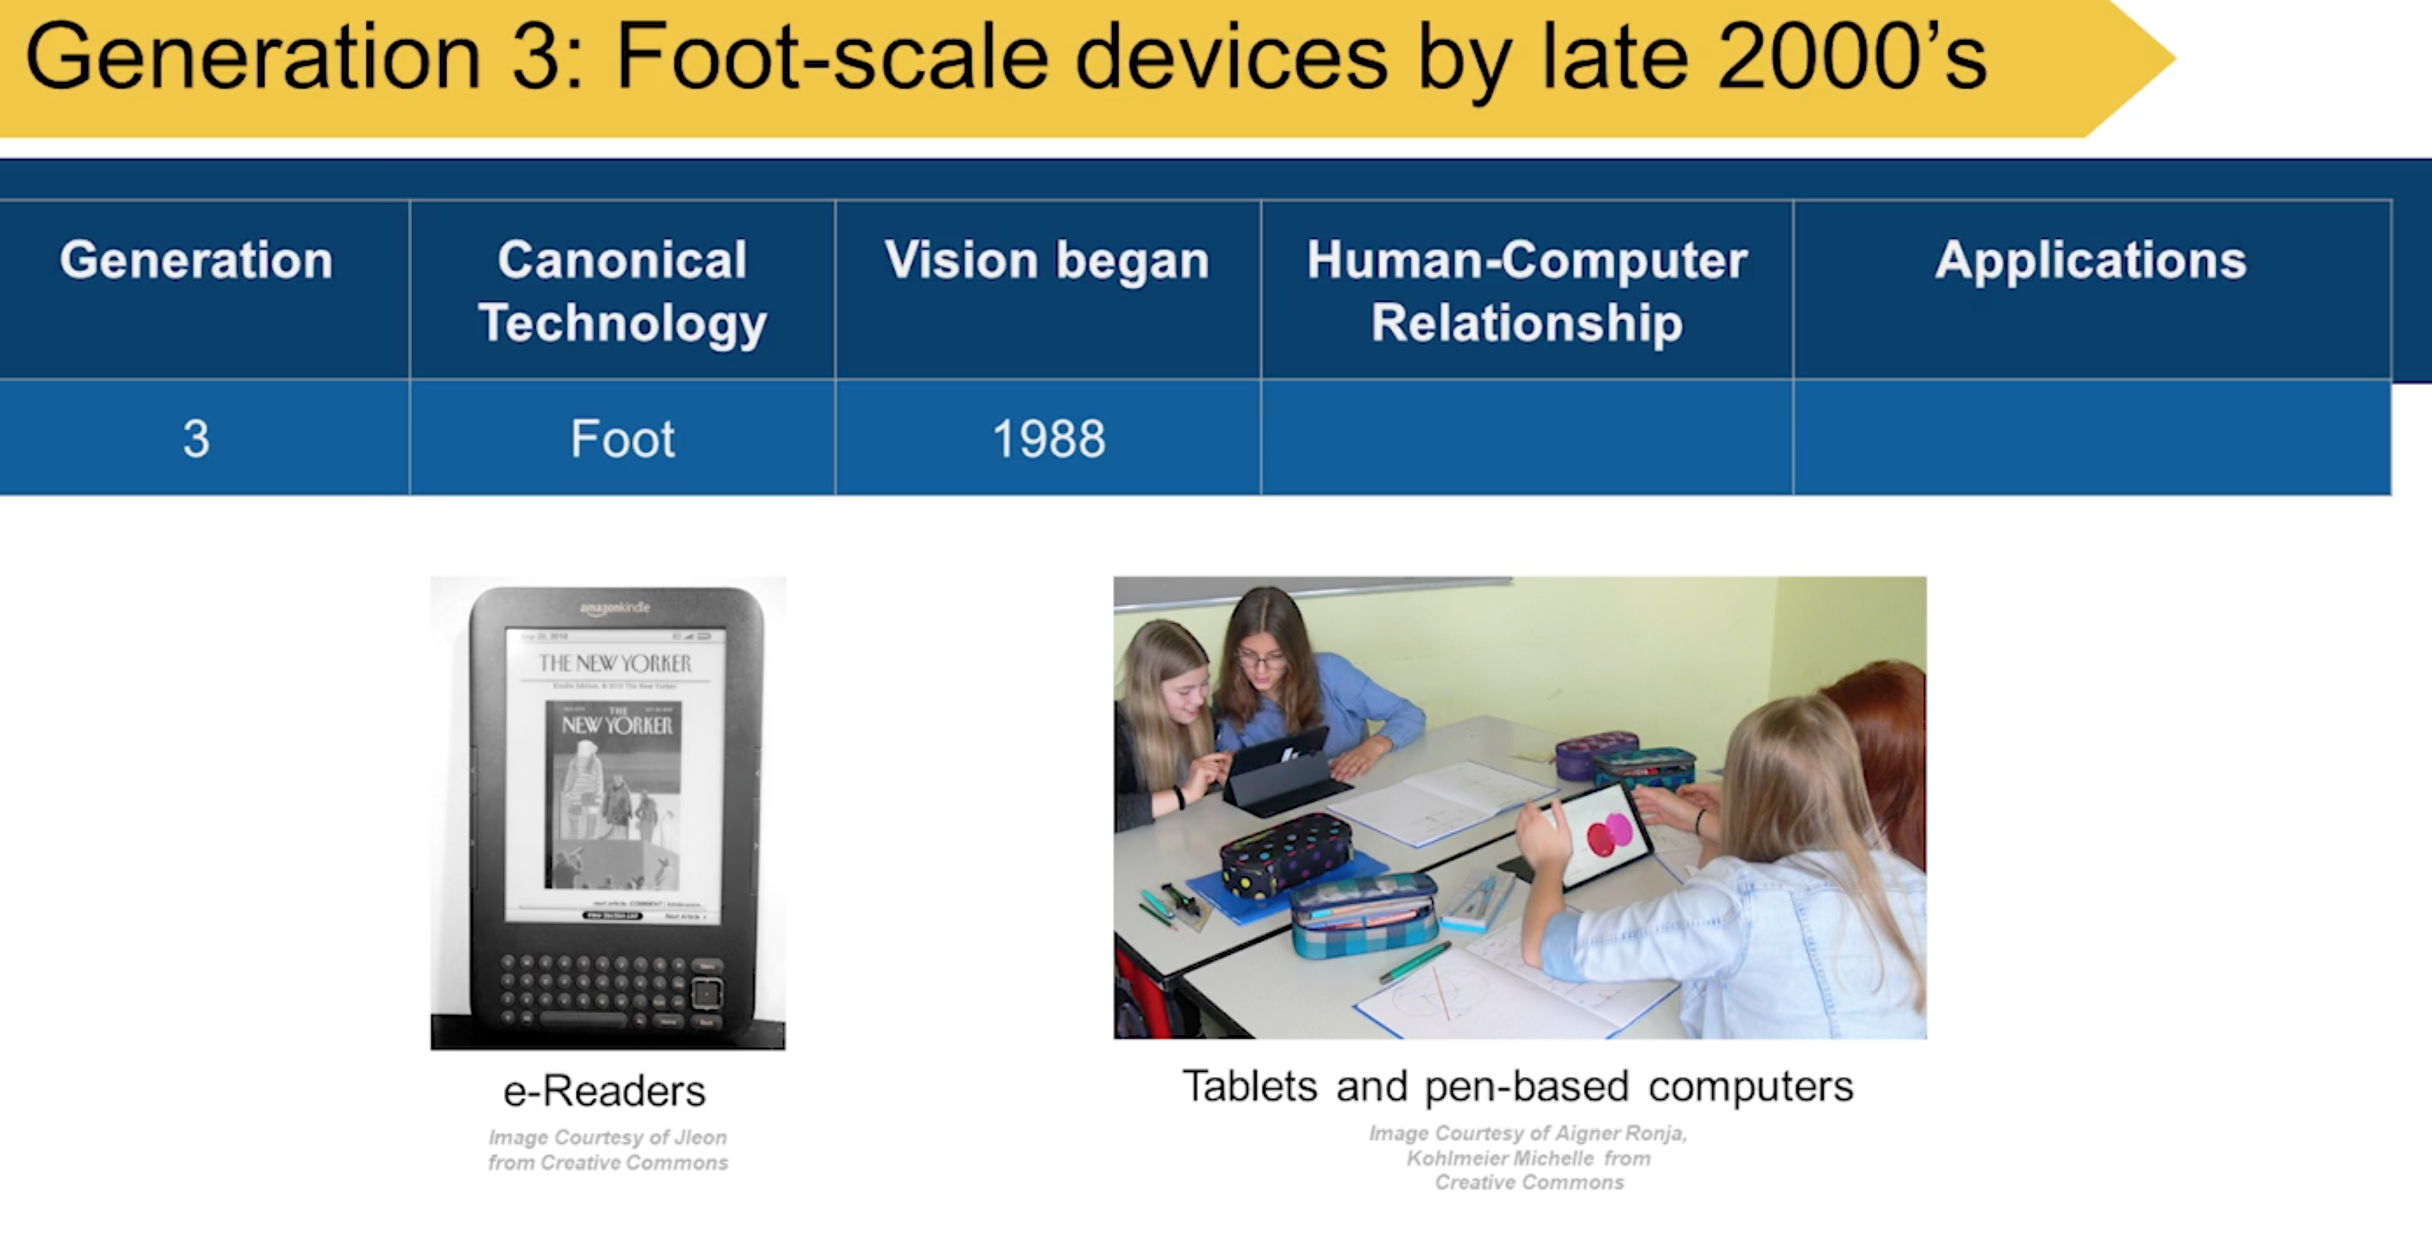 Generation 3: Foot-scale devices by late 2000’s
Generation
Canonical
Technology
Vision began
Human-Computer
Relationship
Applications
3
Foot
1988
amazonkindle
THE NEW YORKER
THE
NEW YORKER
e-Readers
Image Courtesy of Jleon
from Creative Commons
Tablets and pen-based computers
Image Courtesy of Aigner Ronja,
Kohlmeier Michelle from
Creative Commons